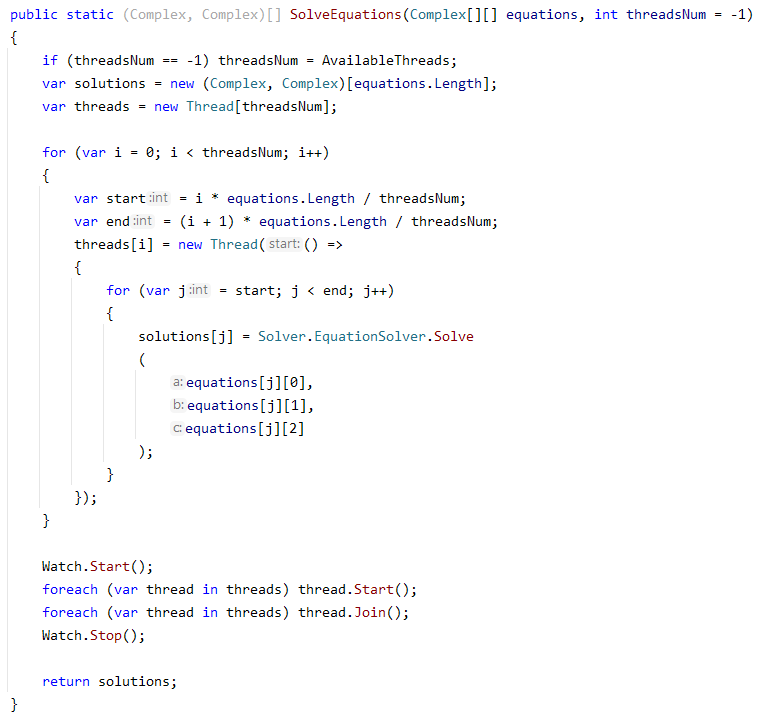 public static (Complex, Complex)[] SolveEquations(Complex[][] equations, int threadsNum = -1)
{
    if (threadsNum == -1) threadsNum = AvailableThreads;
    var solutions = new (Complex, Complex)[equations.Length];
    var threads = new Thread[threadsNum];

    for (var i = 0; i < threadsNum; i++)
    {
        var start:int = i * equations.Length / threadsNum;
        var end:int = (i + 1) * equations.Length / threadsNum;
        threads[i] = new Thread(start: () =>
        {
            for (var j:int = start; j < end; j++)
            {
                solutions[j] = Solver.EquationSolver.Solve
                (
                    a: equations[j][0],
                    b: equations[j][1],
                    c: equations[j][2]
                );
            }
        });
    }

    Watch.Start();
    foreach (var thread in threads) thread.Start();
    foreach (var thread in threads) thread.Join();
    Watch.Stop();

    return solutions;
}